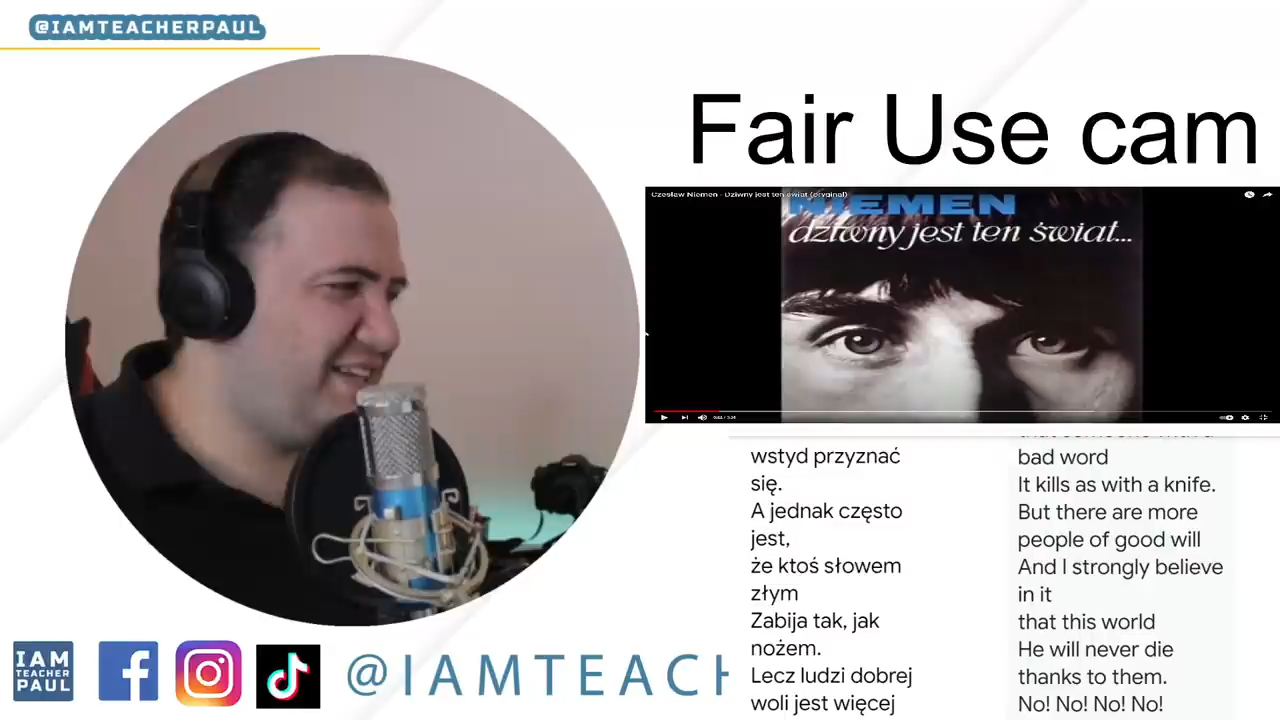 @IAMTEACHERPAUL
Fair Use cam
Czesław Niemen - Dziwny jest ten świat (oryginal)
NIEMEN
dziwny jest ten świat...
wstyd przyznać
się.
A jednak często
jest,
że ktoś słowem
złym
Zabija tak, jak
nożem.
Lecz ludzi dobrej
woli jest więcej
bad word
It kills as with a knife.
But there are more
people of good will
And I strongly believe
in it
that this world
He will never die
thanks to them.
No! No! No! No!
IAM
TEACHER
PAUL
@IAMTEACH